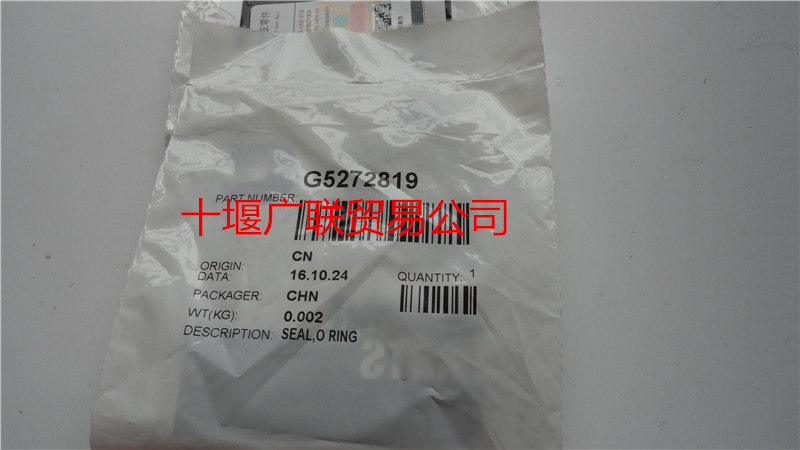 G5272819
PART NUMBER:
十堰广联贸易公司
ORIGIN: CN
DATA: 16.10.24
QUANTITY: 1
PACKAGER: CHN
WT(KG): 0.002
DESCRIPTION: SEAL,O RING